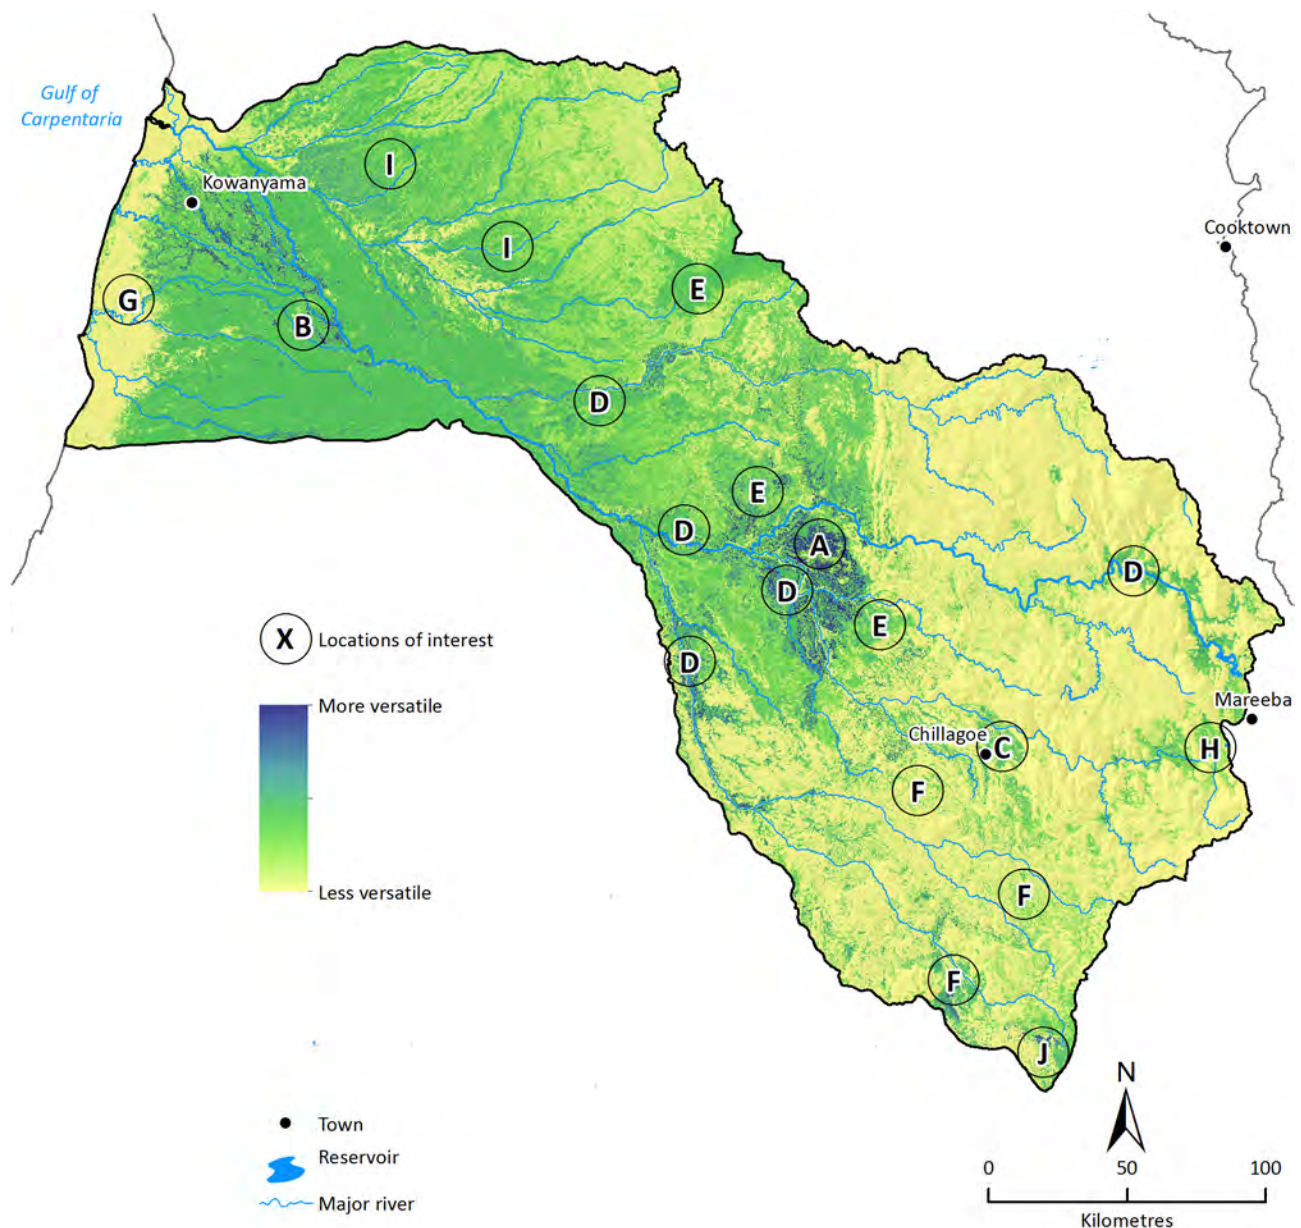 Gulf of
Carpentaria
I
Kowanyama
Cooktown
I
E
G
B
D
E
D
A
D
D
E
X Locations of interest
D
More versatile
Mareeba
Chillagoe
C
H
F
Less versatile
F
F
J
N
Town
Reservoir
0 50 100
Major river
Kilometres